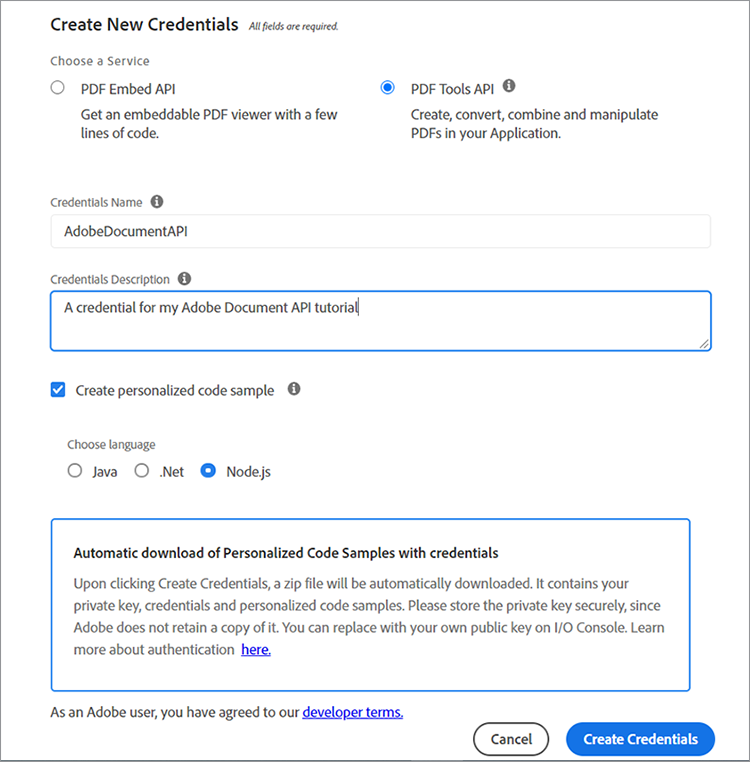 Create New Credentials All fields are required.
Choose a Service
PDF Embed API
Get an embeddable PDF viewer with a few
lines of code.
PDF Tools API
Create, convert, combine and manipulate
PDFs in your Application.
Credentials Name
AdobeDocumentAPI
Credentials Description
A credential for my Adobe Document API tutorial
Create personalized code sample
Choose language
Java .Net Node.js
Automatic download of Personalized Code Samples with credentials
Upon clicking Create Credentials, a zip file will be automatically downloaded. It contains your
private key, credentials and personalized code samples. Please store the private key securely, since
Adobe does not retain a copy of it. You can replace with your own public key on I/O Console. Learn
more about authentication here.
As an Adobe user, you have agreed to our developer terms.
Cancel Create Credentials